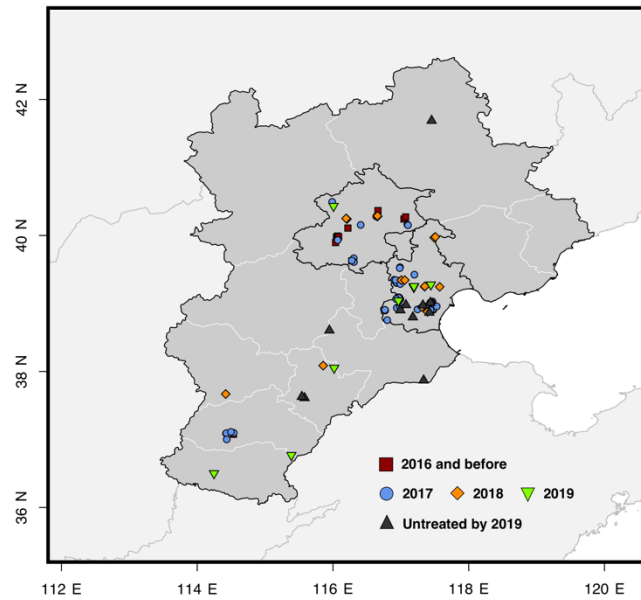 42 N
40 N
38 N
36 N
2016 and before
2017 2018 2019
Untreated by 2019
112 E 114 E 116 E 118 E 120 E